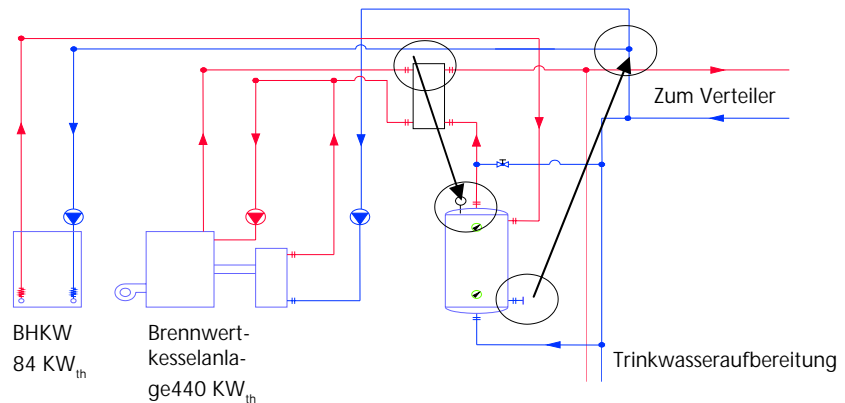 Zum Verteiler
BHKW
84 KWth
Brennwert-
kesselanla-
ge440 KWth
Trinkwasseraufbereitung